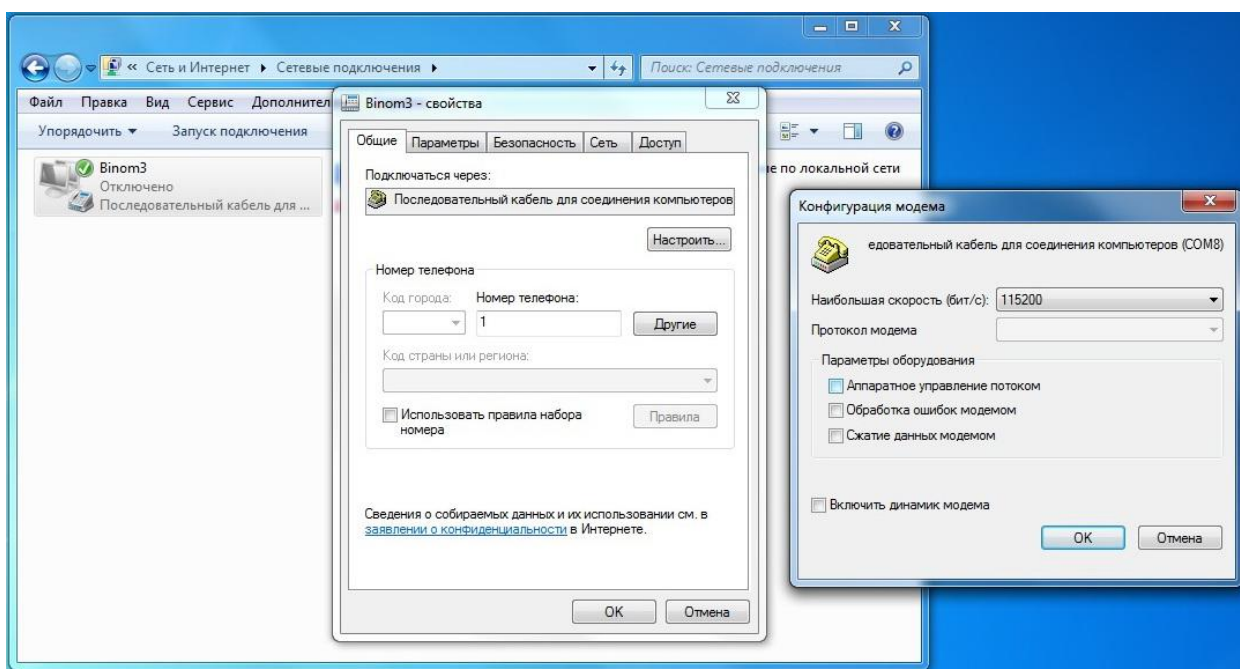 « Сеть и Интернет ▸ Сетевые подключения ▸
Поиск: Сетевые подключения
Файл Правка Вид Сервис Дополнител
Упорядочить ▾ Запуск подключения
Binom3
Отключено
Последовательный кабель для ...
ие по локальной сети
Binom3 - свойства
Общие Параметры Безопасность Сеть Доступ
Подключаться через:
Последовательный кабель для соединения компьютеров
Настроить...
Номер телефона
Код города: Номер телефона:
1 Другие
Код страны или региона:
Использовать правила набора
номера
Правила
Сведения о собираемых данных и их использовании см. в
заявлении о конфиденциальности в Интернете.
OK Отмена
Конфигурация модема
едовательный кабель для соединения компьютеров (COM8)
Наибольшая скорость (бит/с): 115200
Протокол модема
Параметры оборудования
Аппаратное управление потоком
Обработка ошибок модемом
Сжатие данных модемом
Включить динамик модема
OK Отмена